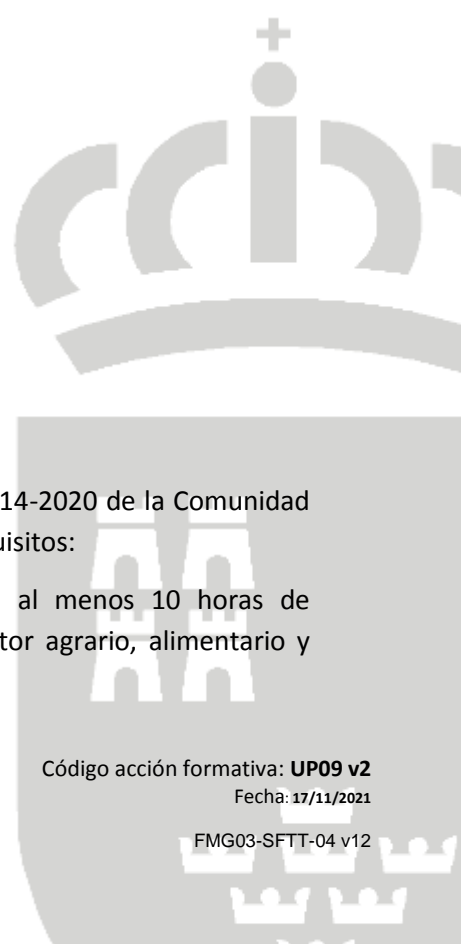 14-2020 de la Comunidad
uisitos:
al menos 10 horas de
tor agrario, alimentario y
Código acción formativa: UP09 v2
Fecha: 17/11/2021
FMG03-SFTT-04 v12